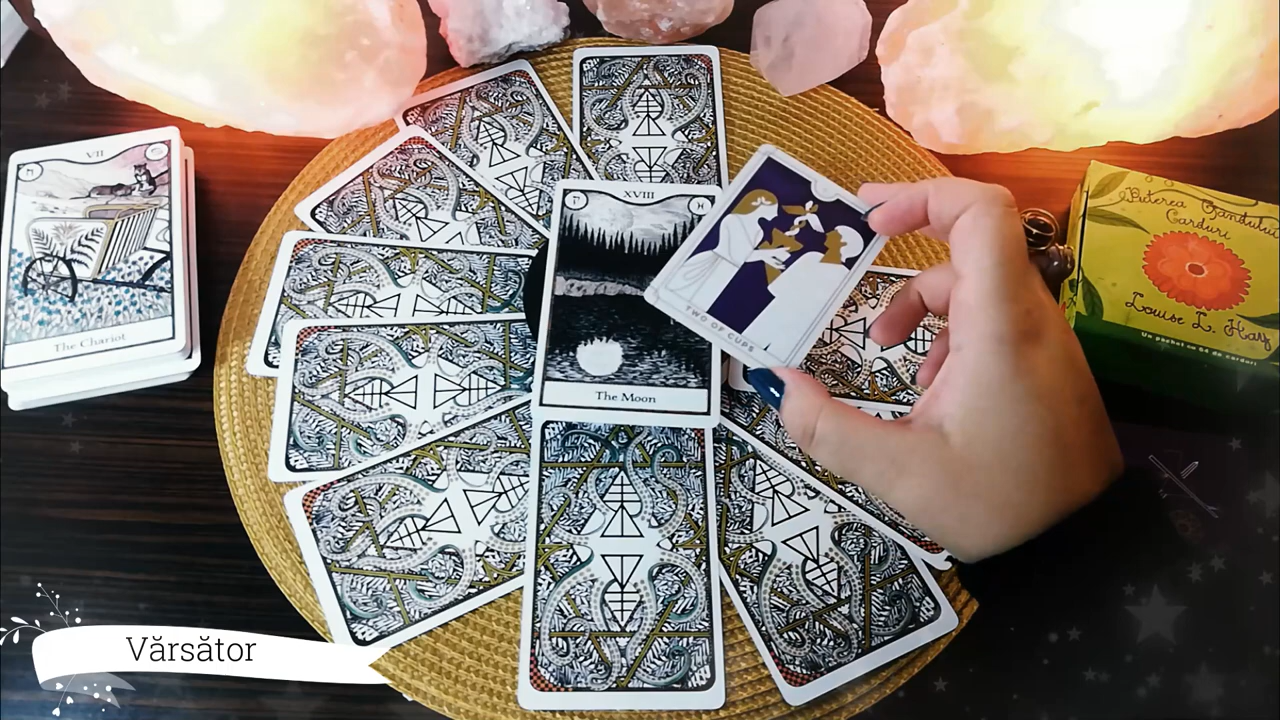 VII
The Chariot
XVIII
The Moon
TWO OF CUPS
Puterea Gândului
Carduri
Louise L. Hay
Un pachet cu 64 de carduri
Vărsător